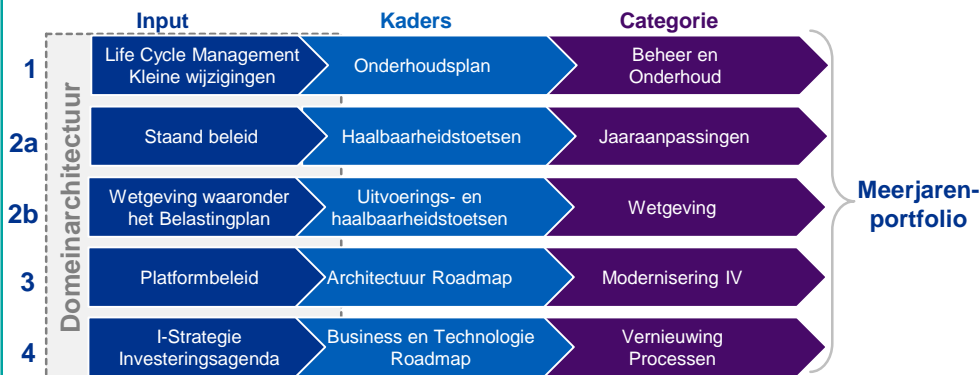 Input Kaders Categorie
1
Life Cycle Management
Kleine wijzigingen
Onderhoudsplan
Beheer en
Onderhoud
2a
Staand beleid
Haalbaarheidstoetsen
Jaaraanpassingen
2b
Wetgeving waaronder
het Belastingplan
Uitvoerings- en
haalbaarheidstoetsen
Wetgeving
3
Platformbeleid
Architectuur Roadmap
Modernisering IV
4
I-Strategie
Investeringsagenda
Business en Technologie
Roadmap
Vernieuwing
Processen
Domeinarchitectuur
Meerjaren-
portfolio